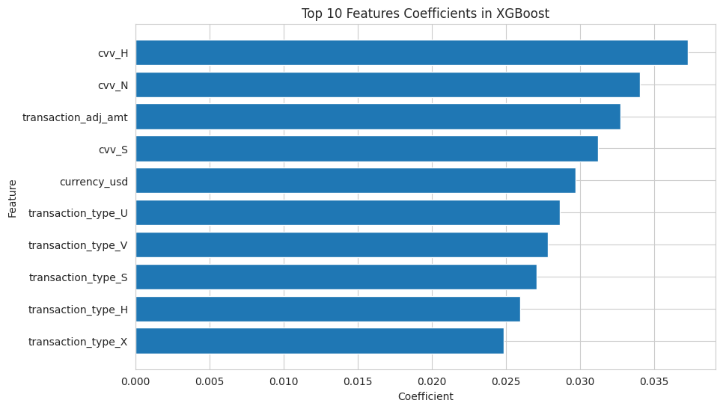 Top 10 Features Coefficients in XGBoost
Feature
cvv_H
cvv_N
transaction_adj_amt
cvv_S
currency_usd
transaction_type_U
transaction_type_V
transaction_type_S
transaction_type_H
transaction_type_X
0.000 0.005 0.010 0.015 0.020 0.025 0.030 0.035
Coefficient